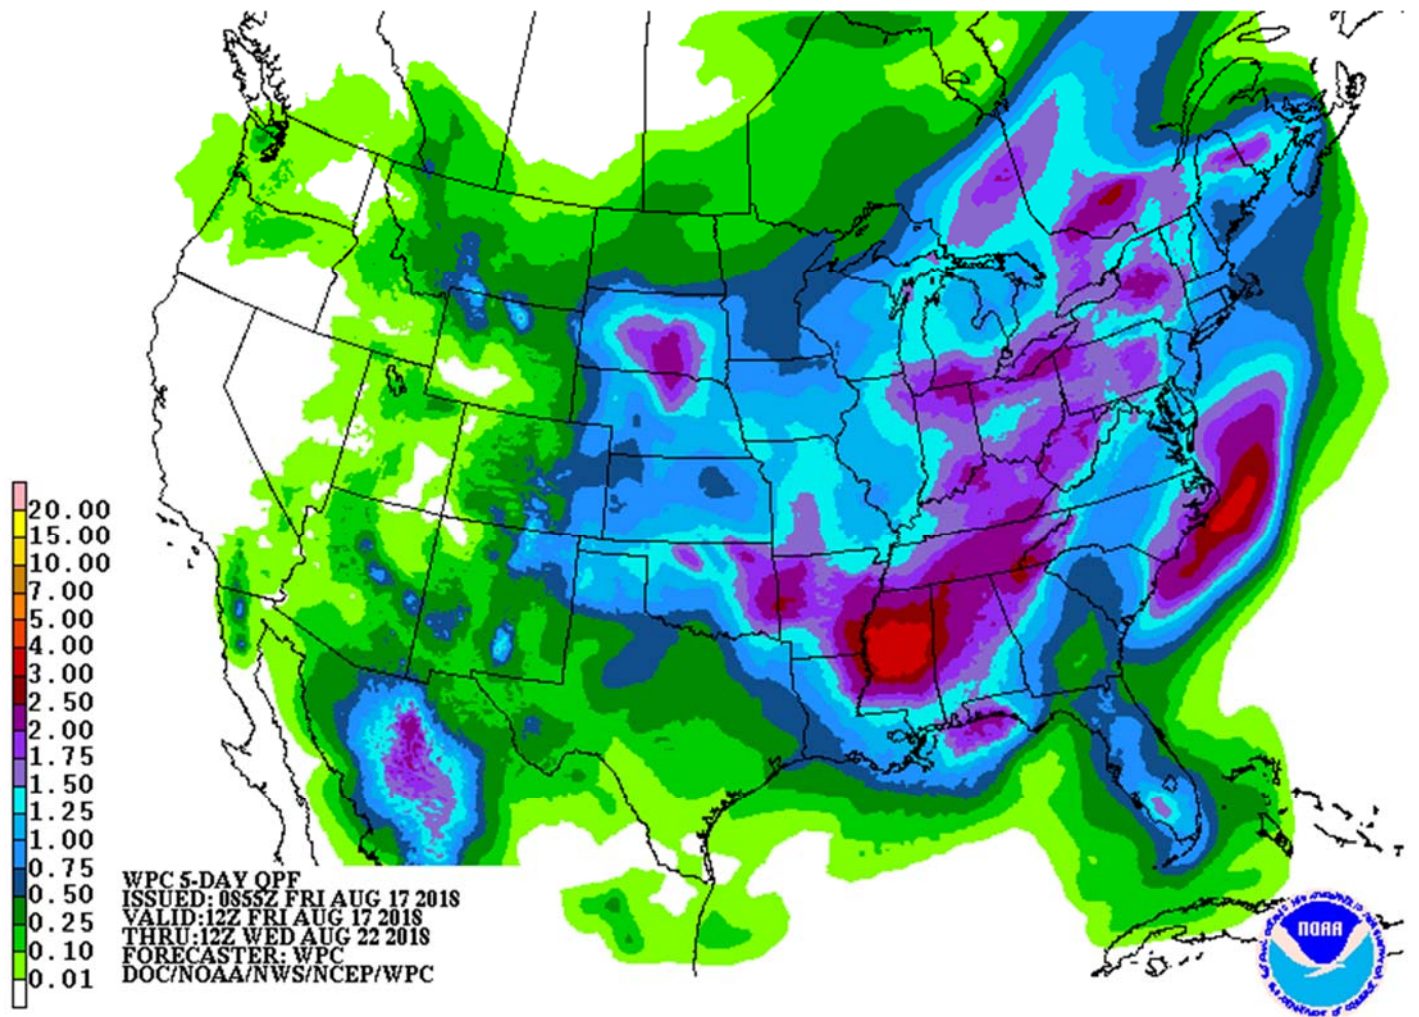 20.00
15.00
10.00
7.00
5.00
4.00
3.00
2.50
2.00
1.75
1.50
1.25
1.00
0.75
0.50
0.25
0.10
0.01
WPC 5-DAY QPF
ISSUED: 0855Z FRI AUG 17 2018
VALID:12Z FRI AUG 17 2018
THRU:12Z WED AUG 22 2018
FORECASTER: WPC
DOC/NOAA/NWS/NCEP/WPC
NOAA